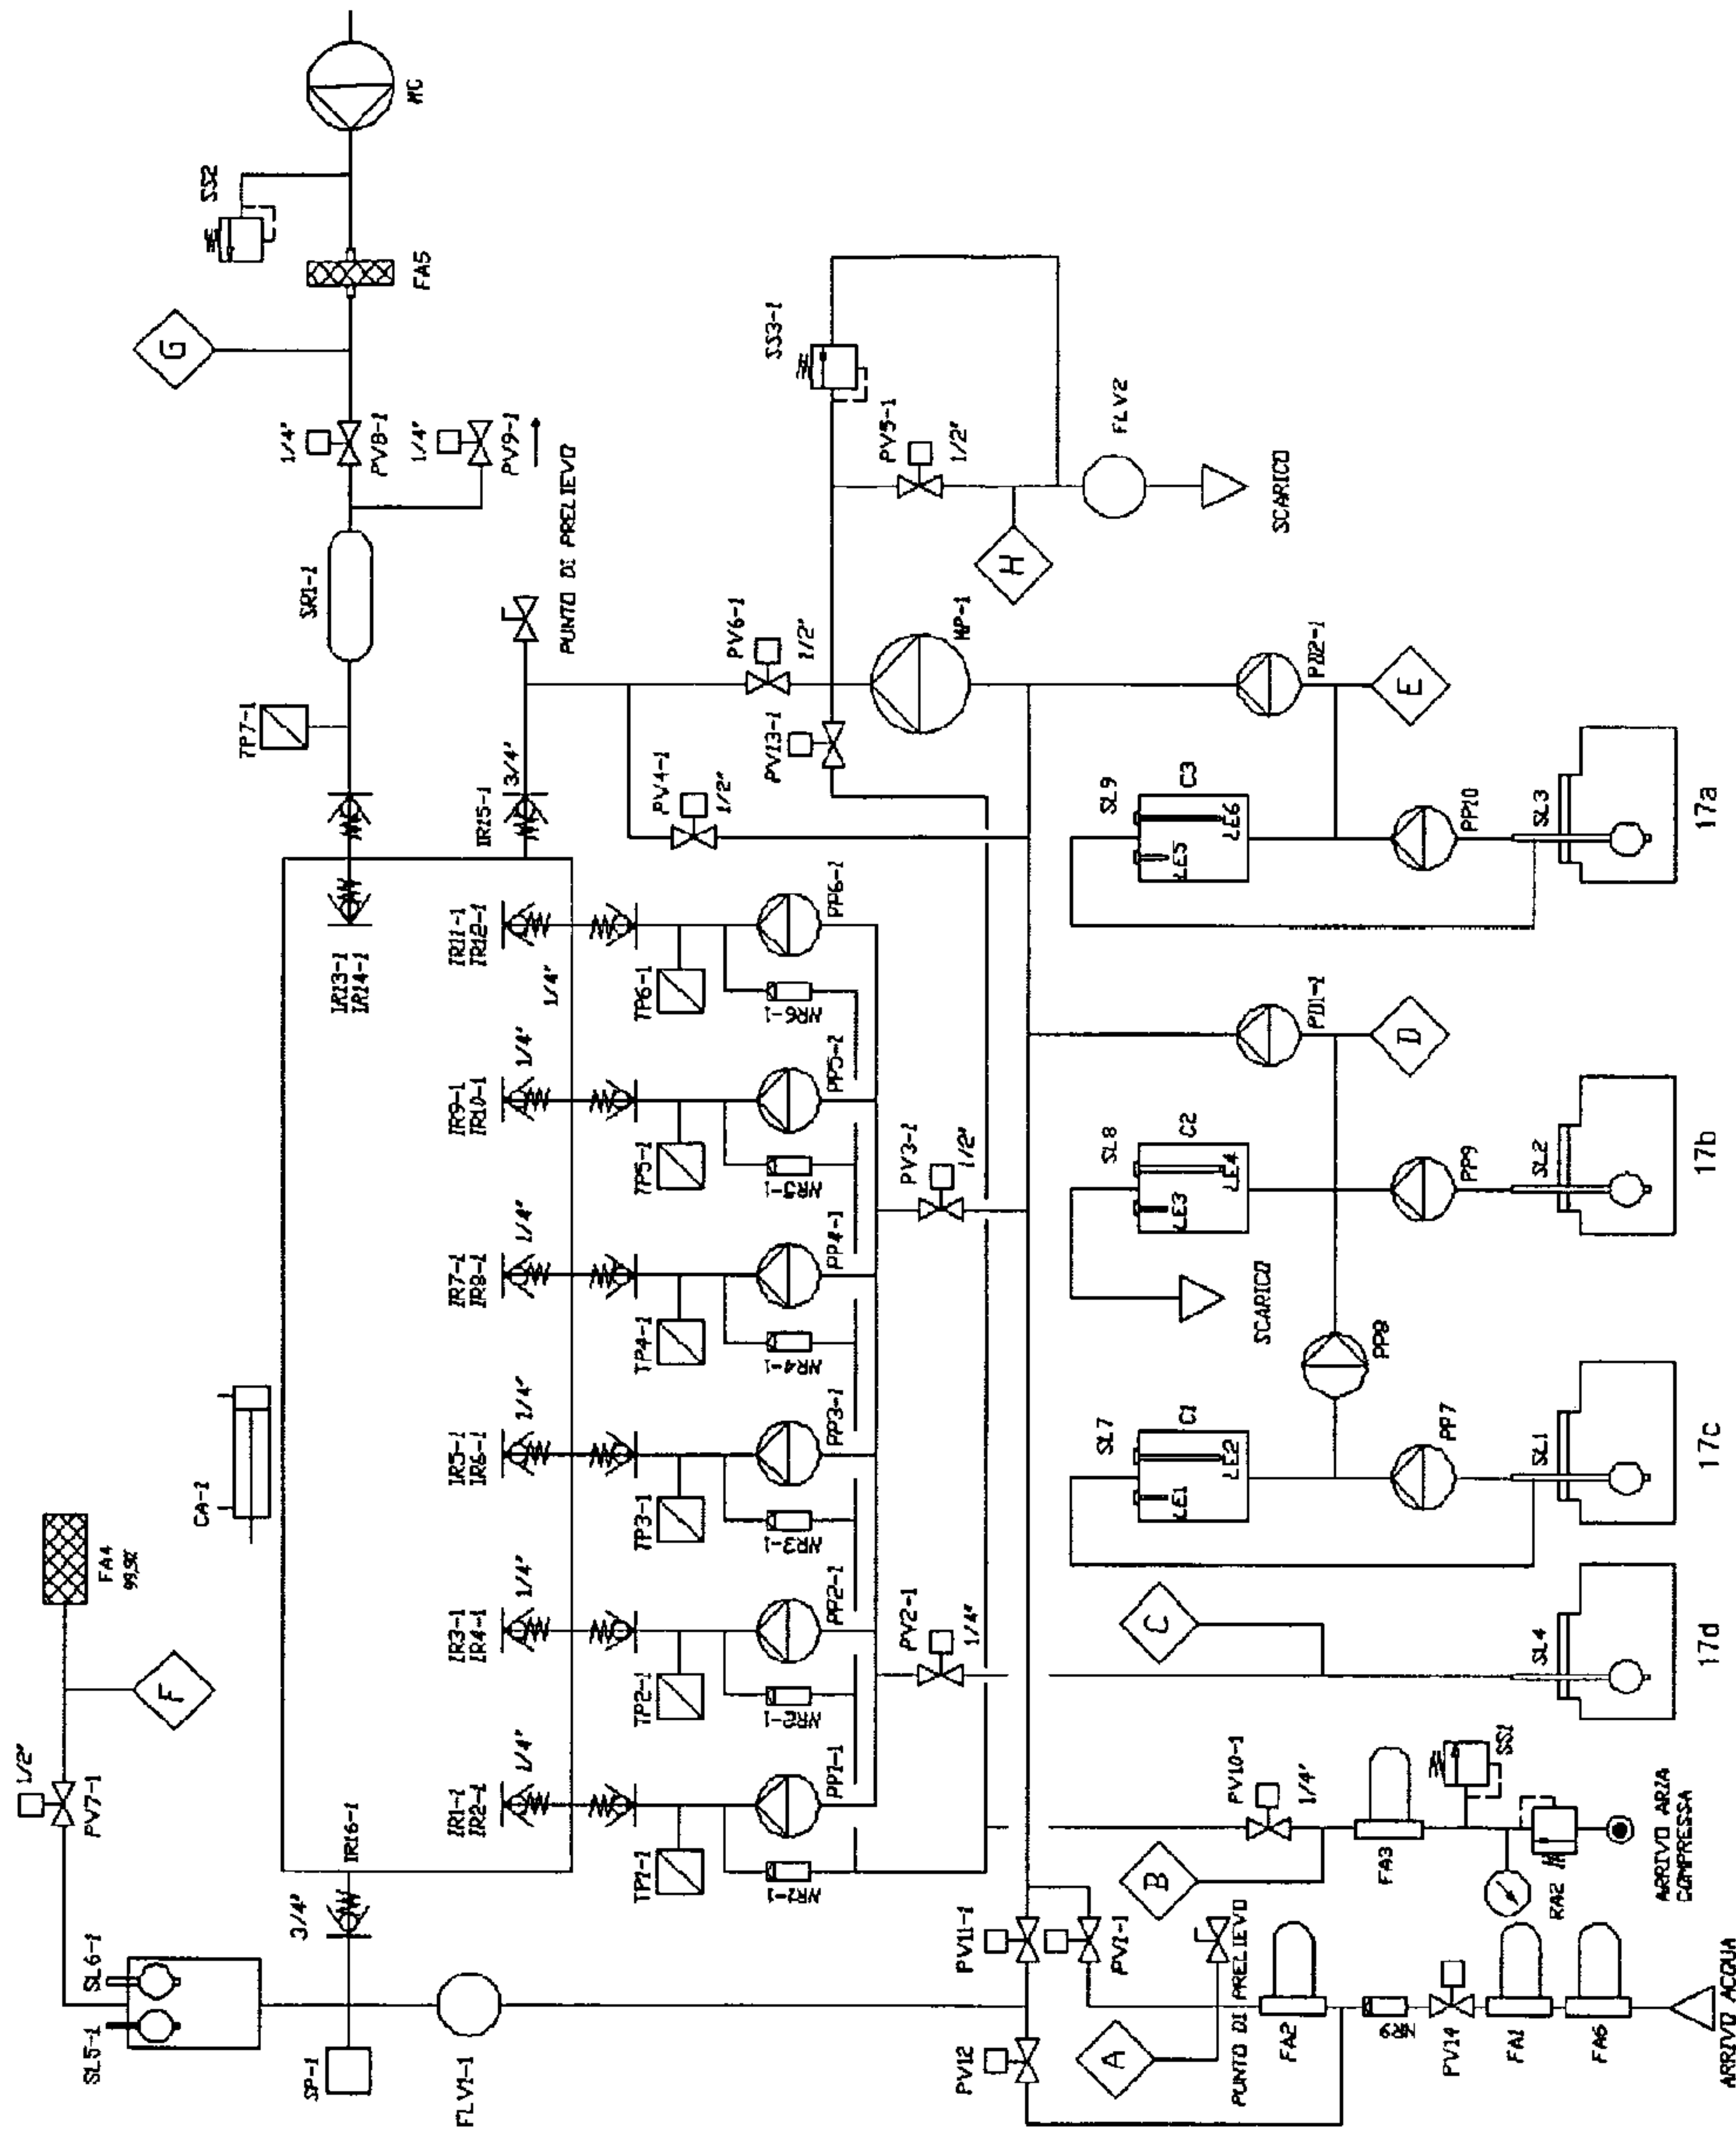 MC
SS2
FA5
G
1/4"
PV8-1
1/4"
PV9-1
SR1-1
TP7-1
PUNTO DI PRELIEVO
IR13-1
IR14-1
IR15-1
3/4"
CA-1
FA4
99,9%
F
1/2"
PV7-1
SL6-1
SL5-1
SP-1
3/4"
IR16-1
FLV1-1
IR1-1
IR2-1
1/4"
IR3-1
IR4-1
1/4"
IR5-1
IR6-1
1/4"
IR7-1
IR8-1
1/4"
IR9-1
IR10-1
1/4"
IR11-1
IR12-1
1/4"
TP1-1
TP2-1
TP3-1
TP4-1
TP5-1
TP6-1
NR2-1
NR3-1
NR4-1
NR5-1
NR6-1
PP1-1
PP2-1
PP3-1
PP4-1
PP5-1
PP6-1
PV2-1
1/4"
PV3-1
1/2"
PV4-1
1/2"
PV6-1
1/2"
PV13-1
MP-1
SS3-1
PV5-1
1/2"
FLV2
H
SCARICO
PD2-1
E
SL9
C3
LE5
LE6
PP10
SL3
17a
PD1-1
D
SL8
C2
LE3
LE4
PP9
SL2
17b
SCARICO
PP8
SL7
C1
LE1
LE2
PP7
SL1
17c
C
SL4
17d
PV10-1
1/4"
B
FA3
SS1
RA2
ARRIVO ARIA
COMPRESSA
PV11-1
PV1-1
PV12
A
PUNTO DI PRELIEVO
FA2
PV14
FA1
FA6
ARRIVO ACQUA